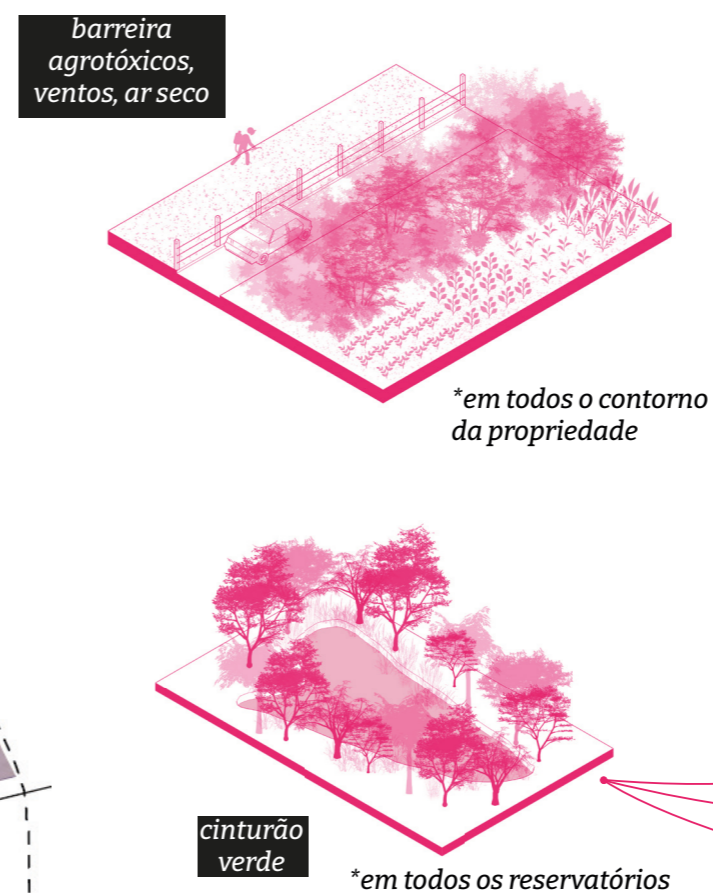 barreira
agrotóxicos,
ventos, ar seco
*em todos o contorno
da propriedade
cinturão
verde
*em todos os reservatórios